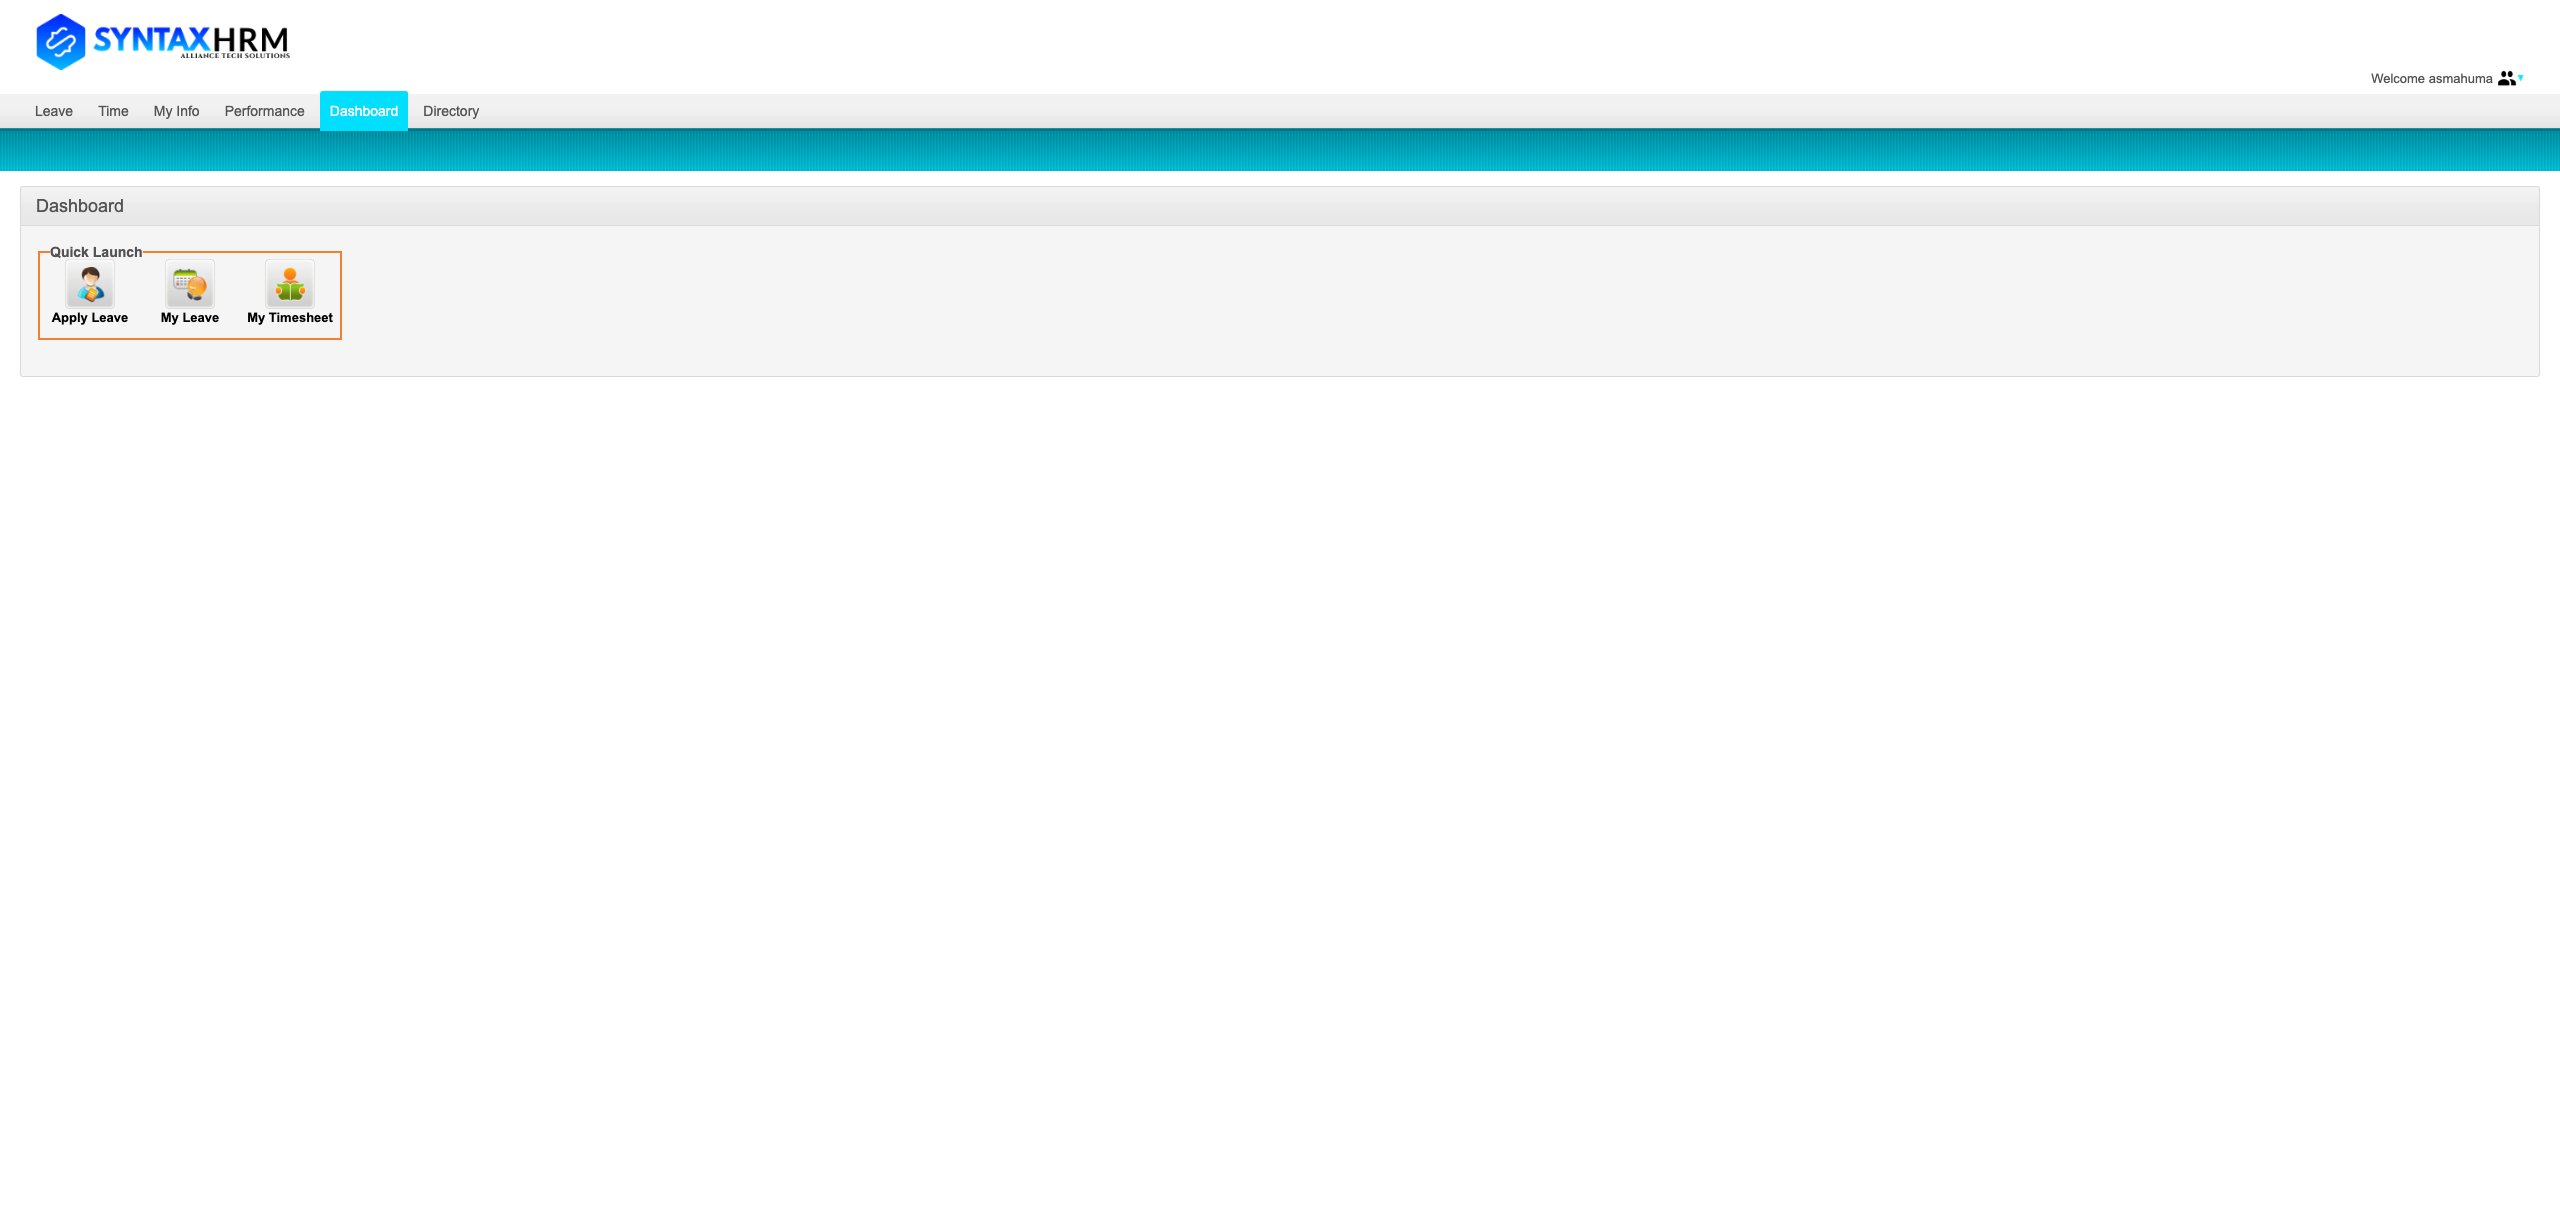 SYNTAXHRM
ALLIANCE TECH SOLUTIONS
Welcome asmahuma
Leave Time My Info Performance Dashboard Directory
Dashboard
Quick Launch
Apply Leave My Leave My Timesheet